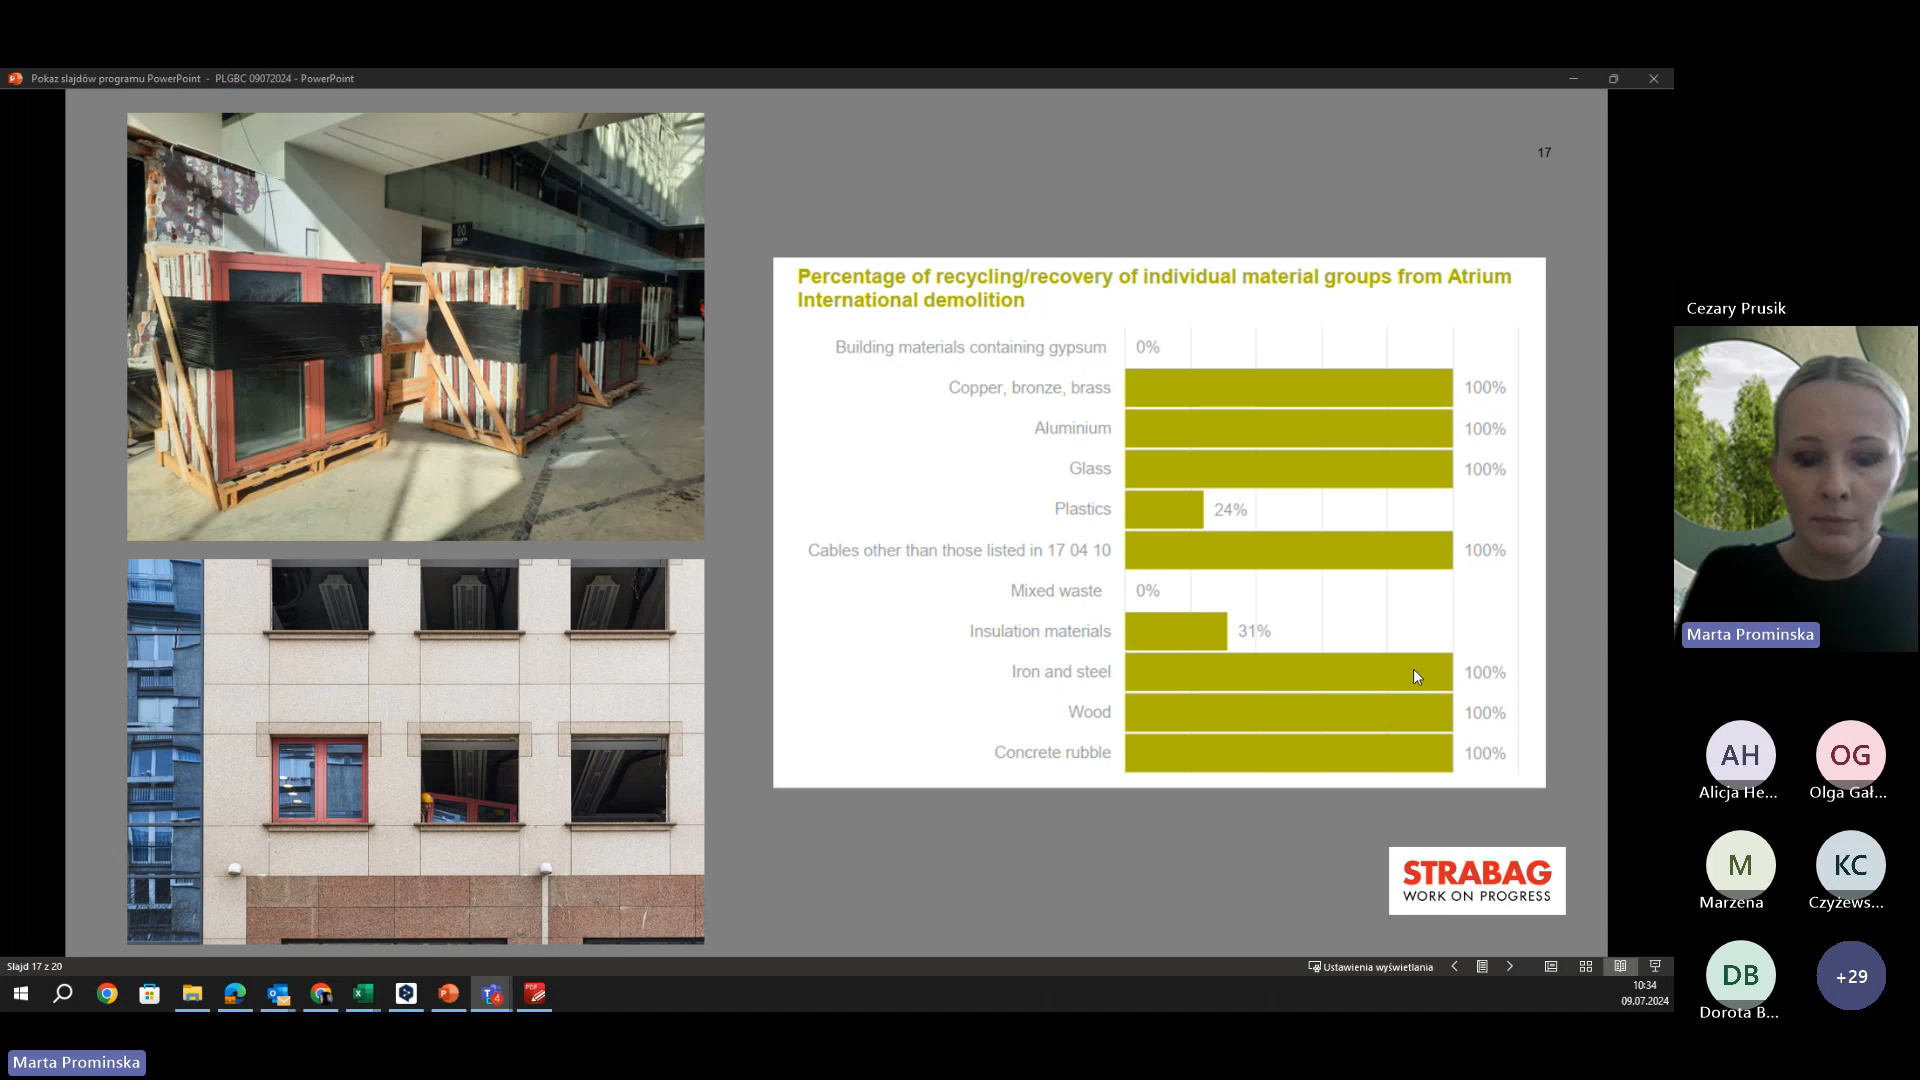 Pokaz slajdów programu PowerPoint - PLGBC 09072024 - PowerPoint
17
Percentage of recycling/recovery of individual material groups from Atrium
International demolition
Building materials containing gypsum 0%
Copper, bronze, brass 100%
Aluminium 100%
Glass 100%
Plastics 24%
Cables other than those listed in 17 04 10 100%
Mixed waste 0%
Insulation materials 31%
Iron and steel 100%
Wood 100%
Concrete rubble 100%
STRABAG
WORK ON PROGRESS
Slajd 17 z 20
Ustawienia wyświetlania
10:34
09.07.2024
Marta Prominska
Cezary Prusik
Marta Prominska
AH
Alicja He...
OG
Olga Gał...
M
Marzena
KC
Czyżews...
DB
Dorota B...
+29